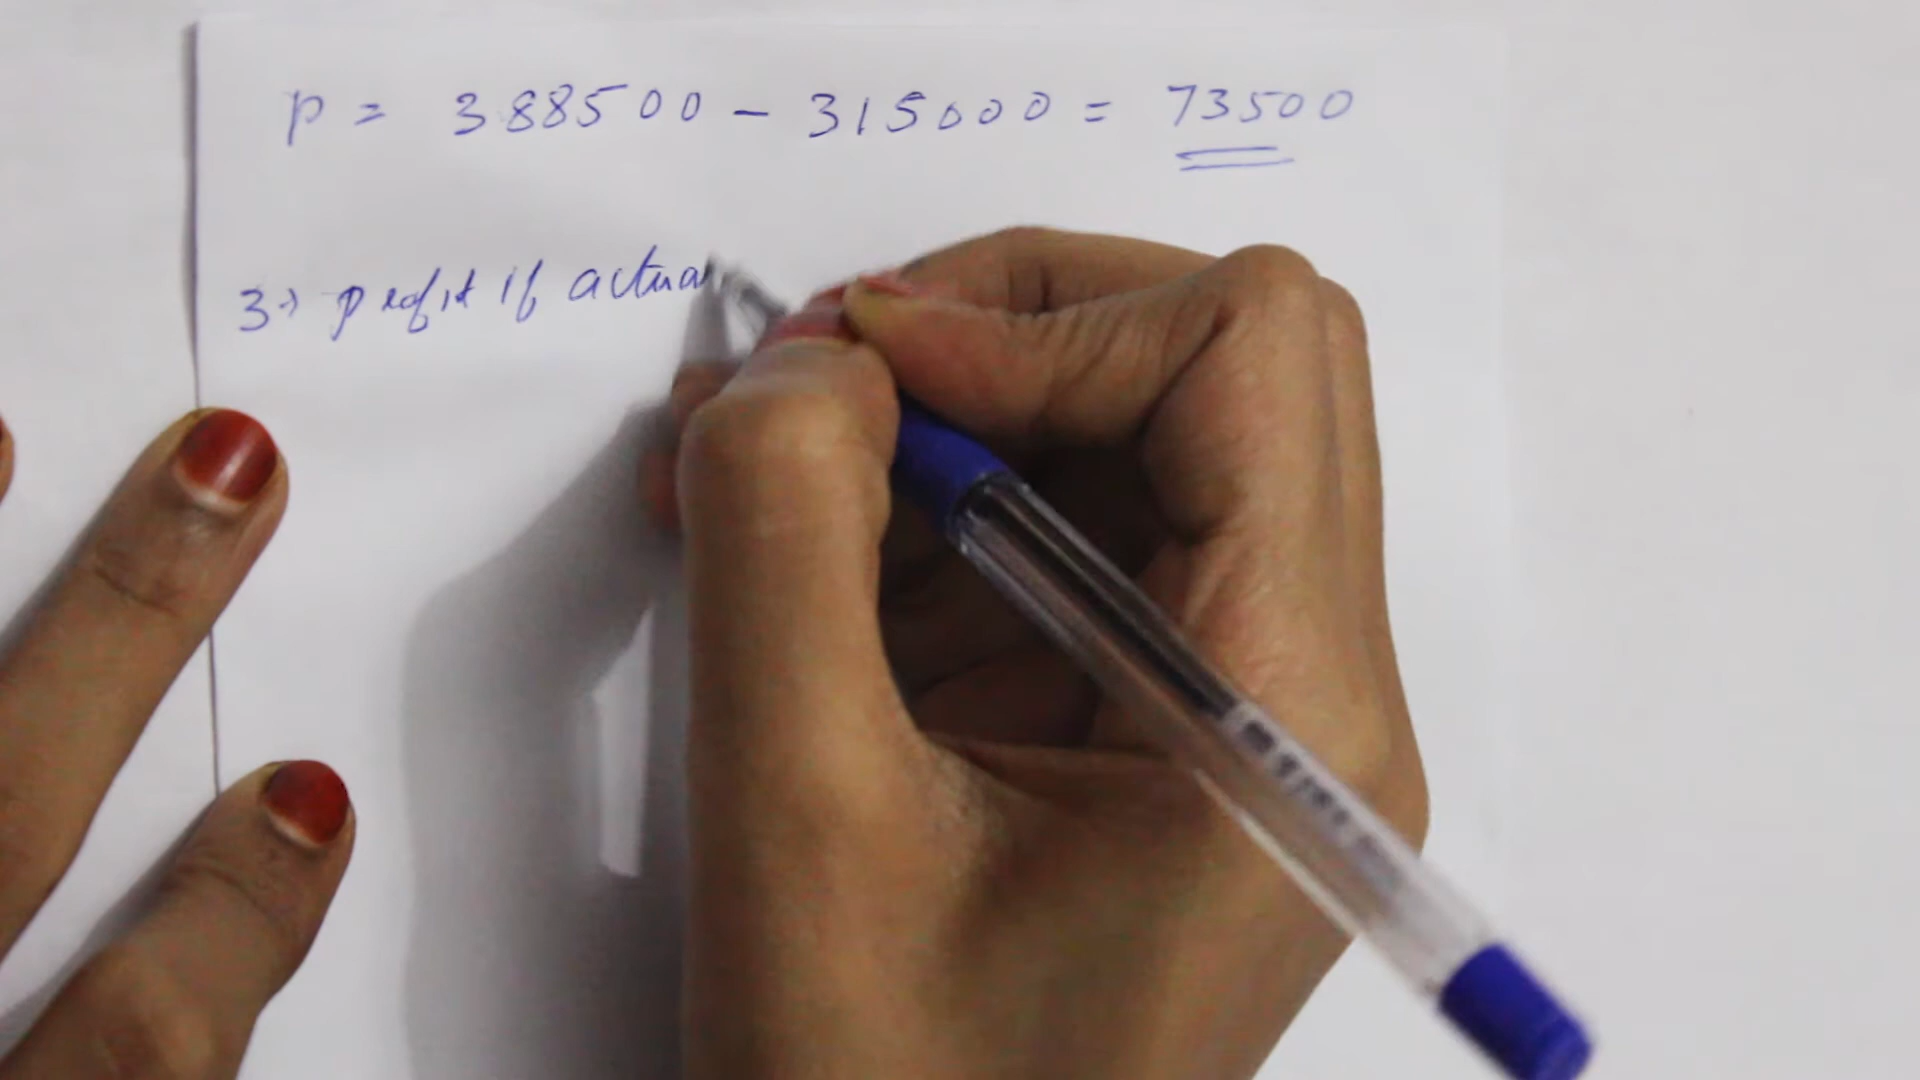 p = 388500 - 315000 = 73500
3) profit if actua